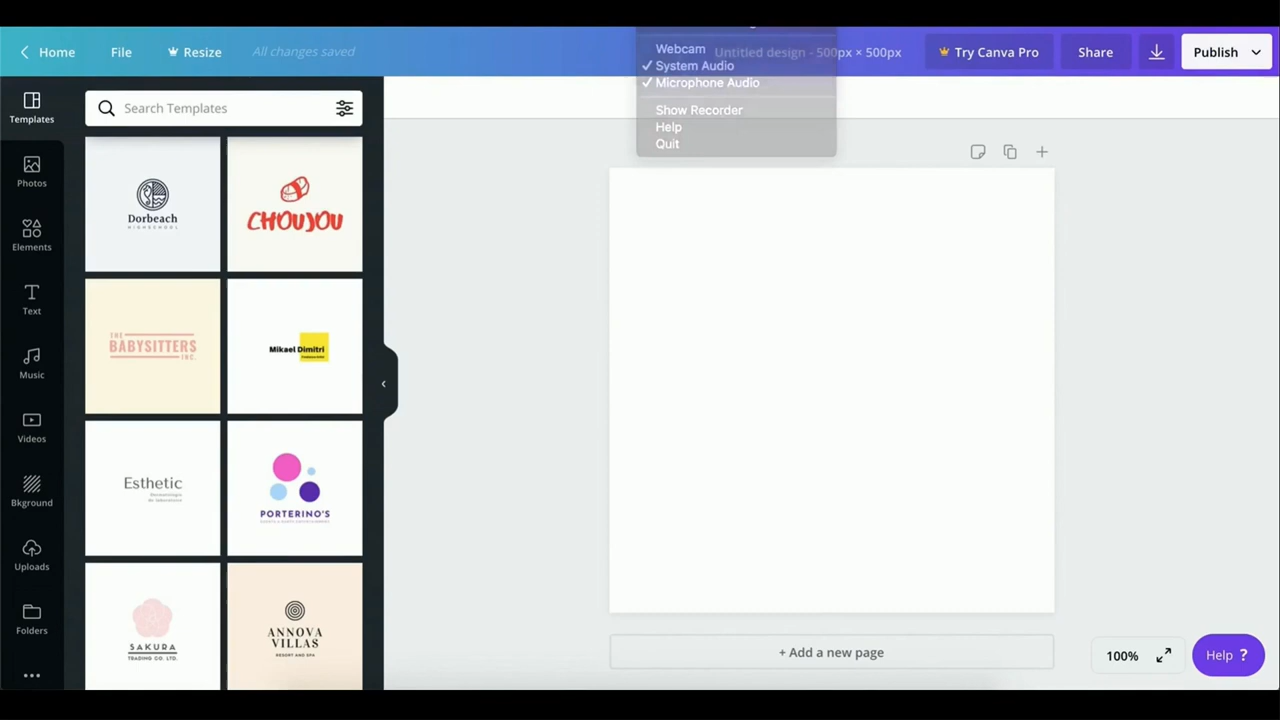 Home
File
Resize
All changes saved
Untitled design - 500px × 500px
Try Canva Pro
Share
Publish
Webcam
✓ System Audio
✓ Microphone Audio
Show Recorder
Help
Quit
Templates
Photos
Elements
Text
Music
Videos
Bkground
Uploads
Folders
Search Templates
Dorbeach
HIGHSCHOOL
CHOUJOU
THE
BABYSITTERS
INC.
Mikael Dimitri
Esthetic
PORTERINO'S
SAKURA
TRADING CO. LTD.
ANNOVA
VILLAS
RESORT AND SPA
+ Add a new page
100%
Help ?